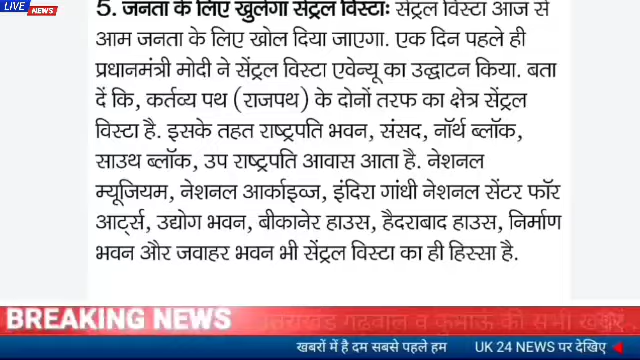 LIVE NEWS
5. जनता के लिए खुलेगा सेंट्रल विस्टाः सेंट्रल विस्टा आज से
आम जनता के लिए खोल दिया जाएगा. एक दिन पहले ही
प्रधानमंत्री मोदी ने सेंट्रल विस्टा एवेन्यू का उद्घाटन किया. बता
दें कि, कर्तव्य पथ (राजपथ) के दोनों तरफ का क्षेत्र सेंट्रल
विस्टा है. इसके तहत राष्ट्रपति भवन, संसद, नॉर्थ ब्लॉक,
साउथ ब्लॉक, उप राष्ट्रपति आवास आता है. नेशनल
म्यूजियम, नेशनल आर्काइव्ज, इंदिरा गांधी नेशनल सेंटर फॉर
आर्ट्स, उद्योग भवन, बीकानेर हाउस, हैदराबाद हाउस, निर्माण
भवन और जवाहर भवन भी सेंट्रल विस्टा का ही हिस्सा है.
BREAKING NEWS उत्तराखंड गढ़वाल व कुमाऊं की सभी खबरें
खबरों में है दम सबसे पहले हम UK 24 NEWS पर देखिए